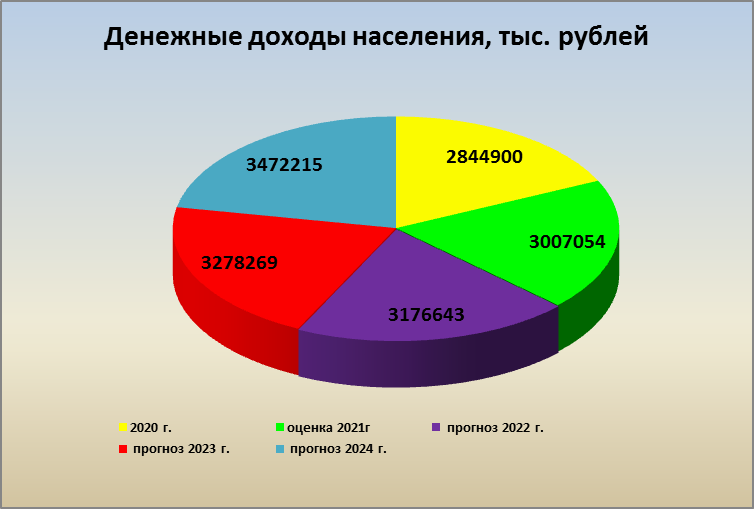 Денежные доходы населения, тыс. рублей
3472215
2844900
3007054
3278269
3176643
2020 г.
оценка 2021г
прогноз 2022 г.
прогноз 2023 г.
прогноз 2024 г.